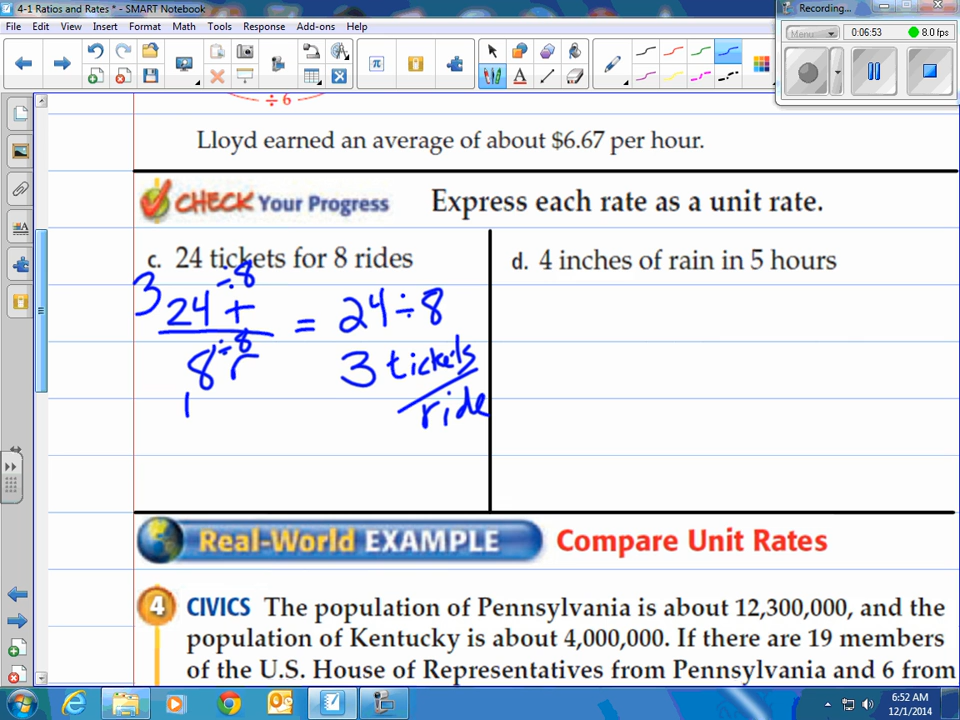 4-1 Ratios and Rates * - SMART Notebook
Recording...
File Edit View Insert Format Math Tools Response Add-ons Help
Menu 0:06:53 8.0 fps
÷ 6
Lloyd earned an average of about $6.67 per hour.
CHECK Your Progress Express each rate as a unit rate.
c. 24 tickets for 8 rides
d. 4 inches of rain in 5 hours
÷8
3 24 t = 24÷8
÷8
8 r 3 tickets
1 ride
Real-World EXAMPLE Compare Unit Rates
4 CIVICS The population of Pennsylvania is about 12,300,000, and the
population of Kentucky is about 4,000,000. If there are 19 members
of the U.S. House of Representatives from Pennsylvania and 6 from
6:52 AM
12/1/2014